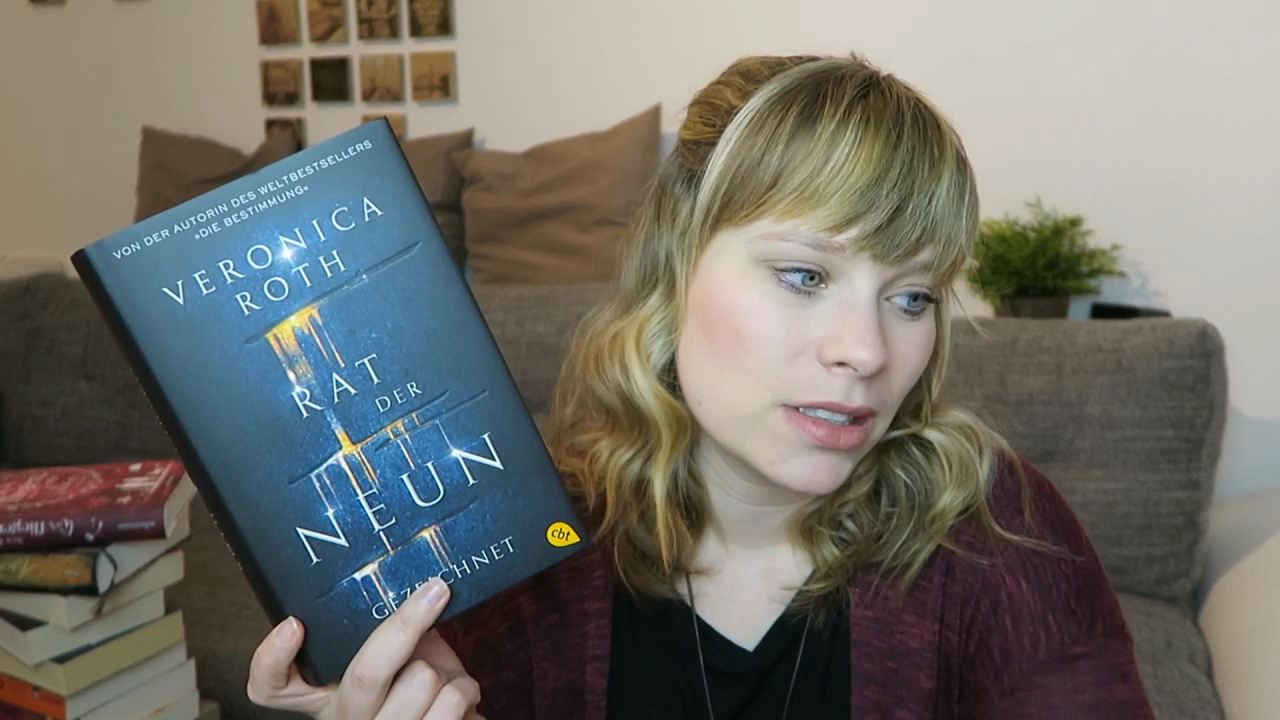 VON DER AUTORIN DES WELTBESTSELLERS
»DIE BESTIMMUNG«
VERONICA
ROTH
RAT
DER
NEUN
GEZEICHNET
cbt